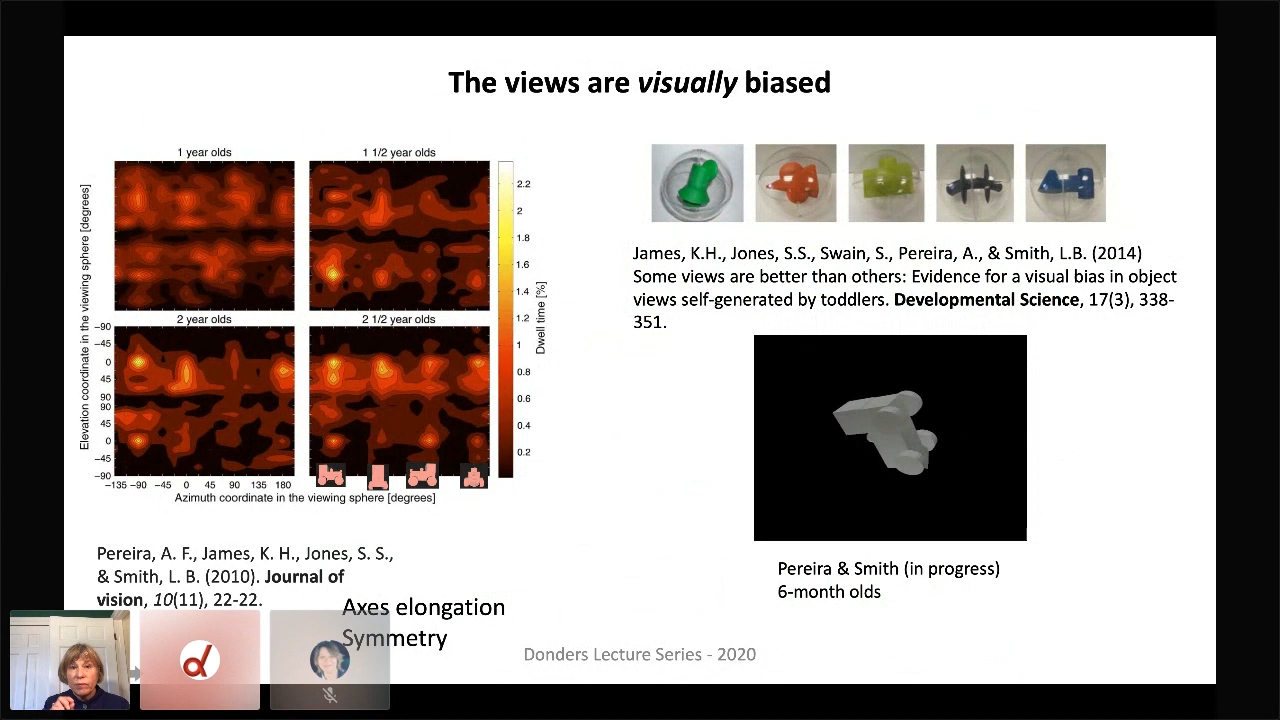 The views are visually biased
1 year olds
1 1/2 year olds
2 year olds
2 1/2 year olds
Elevation coordinate in the viewing sphere [degrees]
−90
−45
0
45
90
90
45
0
−45
−90
−135 −90 −45 0 45 90 135 180
Azimuth coordinate in the viewing sphere [degrees]
2.2
2
1.8
1.6
1.4
1.2
1
0.8
0.6
0.4
0.2
Dwell time [%]
James, K.H., Jones, S.S., Swain, S., Pereira, A., & Smith, L.B. (2014)
Some views are better than others: Evidence for a visual bias in object
views self-generated by toddlers. Developmental Science, 17(3), 338-
351.
Pereira & Smith (in progress)
6-month olds
Pereira, A. F., James, K. H., Jones, S. S.,
& Smith, L. B. (2010). Journal of
vision, 10(11), 22-22.
Axes elongation
Symmetry
Donders Lecture Series - 2020
d